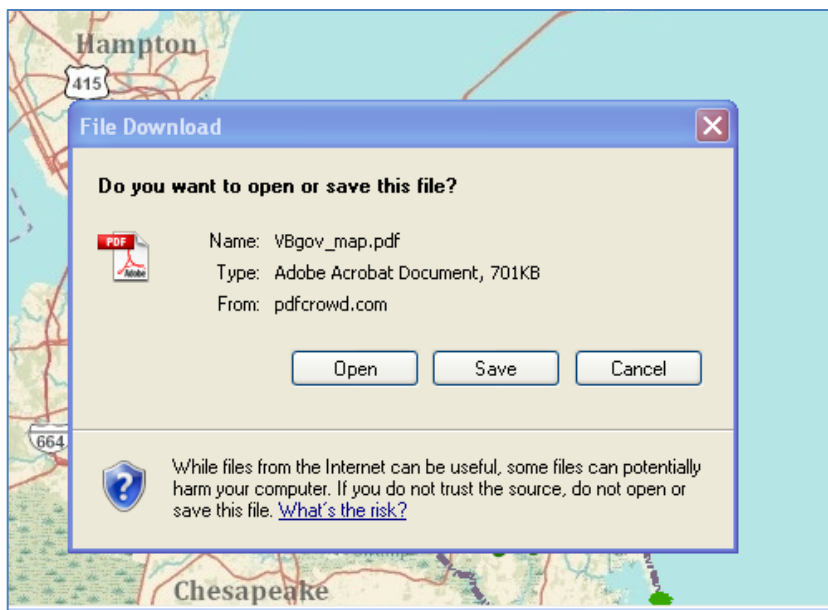 Hampton
415
File Download
Do you want to open or save this file?
PDF
Adobe
Name: VBgov_map.pdf
Type: Adobe Acrobat Document, 701KB
From: pdfcrowd.com
Open Save Cancel
664
While files from the Internet can be useful, some files can potentially
harm your computer. If you do not trust the source, do not open or
save this file. What's the risk?
Chesapeake